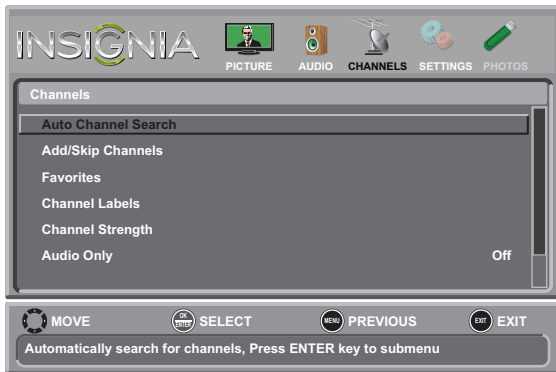 INSIGNIA
PICTURE AUDIO CHANNELS SETTINGS PHOTOS
Channels
Auto Channel Search
Add/Skip Channels
Favorites
Channel Labels
Channel Strength
Audio Only Off
MOVE OK ENTER SELECT MENU PREVIOUS EXIT EXIT
Automatically search for channels, Press ENTER key to submenu